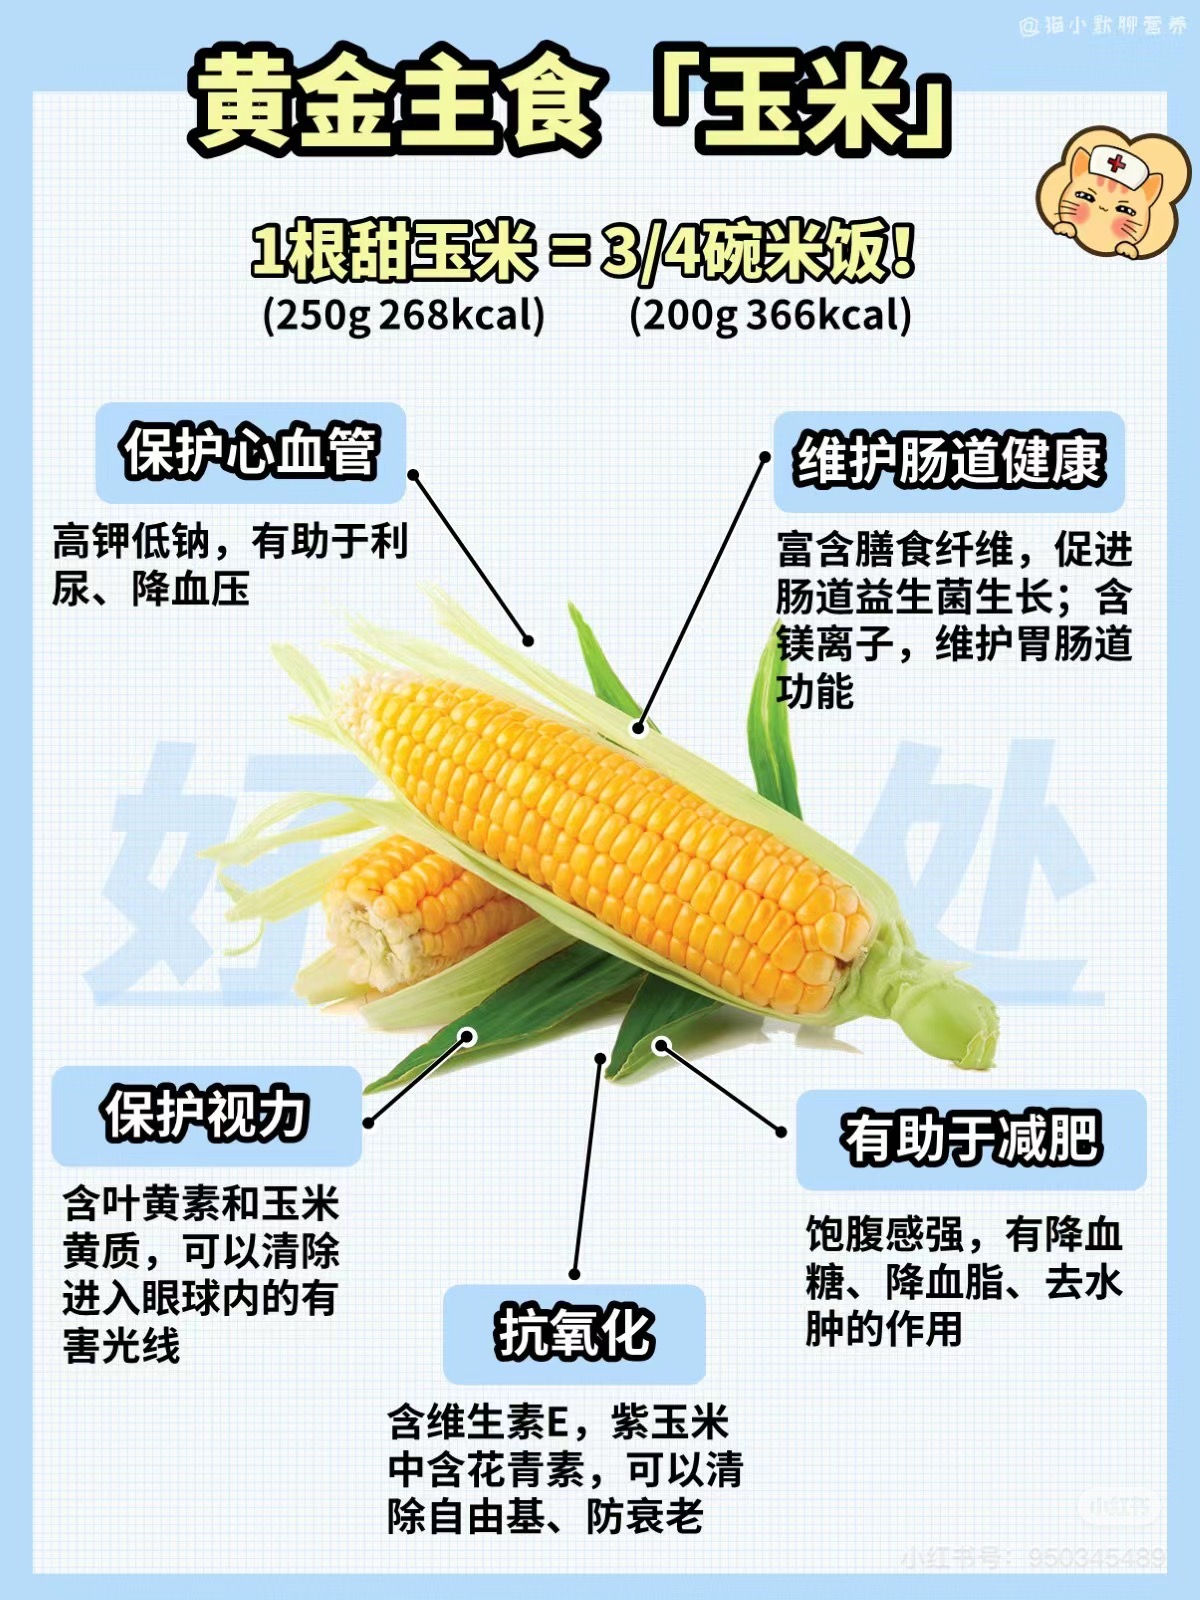 @猫小默聊营养
黄金主食「玉米」
1根甜玉米 = 3/4碗米饭！
(250g 268kcal) (200g 366kcal)
保护心血管
高钾低钠，有助于利
尿、降血压
维护肠道健康
富含膳食纤维，促进
肠道益生菌生长；含
镁离子，维护胃肠道
功能
好处
保护视力
含叶黄素和玉米
黄质，可以清除
进入眼球内的有
害光线
有助于减肥
饱腹感强，有降血
糖、降血脂、去水
肿的作用
抗氧化
含维生素E，紫玉米
中含花青素，可以清
除自由基、防衰老
小红书
小红书号：950345489